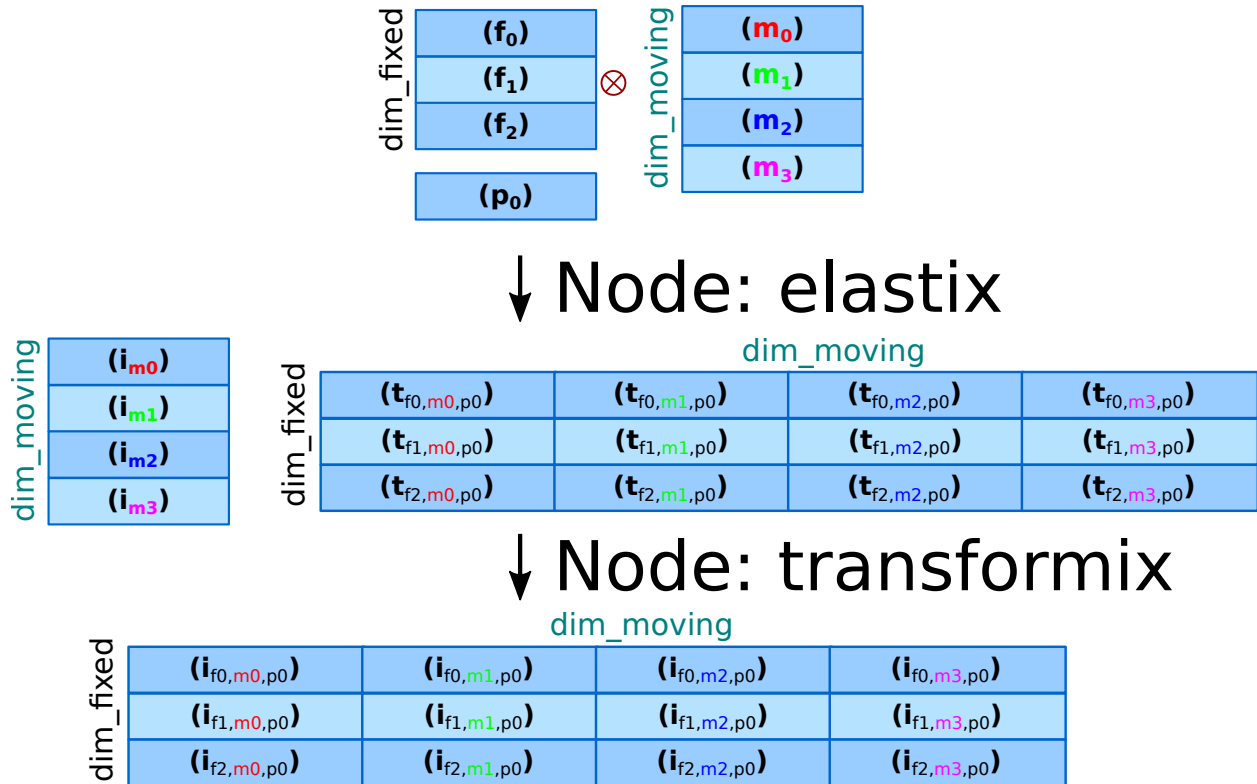 dim_fixed
(f0)
(f1)
(f2)
⊗
dim_moving
(m0)
(m1)
(m2)
(m3)
(p0)
↓ Node: elastix
dim_moving
(im0)
(im1)
(im2)
(im3)
dim_moving
dim_fixed
(tf0,m0,p0) (tf0,m1,p0) (tf0,m2,p0) (tf0,m3,p0)
(tf1,m0,p0) (tf1,m1,p0) (tf1,m2,p0) (tf1,m3,p0)
(tf2,m0,p0) (tf2,m1,p0) (tf2,m2,p0) (tf2,m3,p0)
↓ Node: transformix
dim_moving
dim_fixed
(if0,m0,p0) (if0,m1,p0) (if0,m2,p0) (if0,m3,p0)
(if1,m0,p0) (if1,m1,p0) (if1,m2,p0) (if1,m3,p0)
(if2,m0,p0) (if2,m1,p0) (if2,m2,p0) (if2,m3,p0)